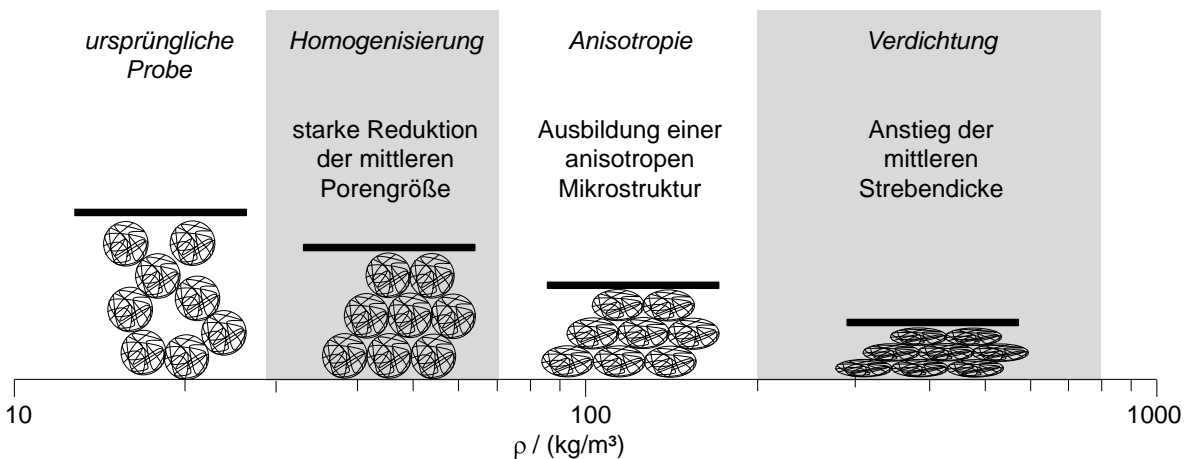 ursprüngliche
Probe
Homogenisierung
Anisotropie
Verdichtung
starke Reduktion
der mittleren
Porengröße
Ausbildung einer
anisotropen
Mikrostruktur
Anstieg der
mittleren
Strebendicke
10
100
1000
ρ / (kg/m³)